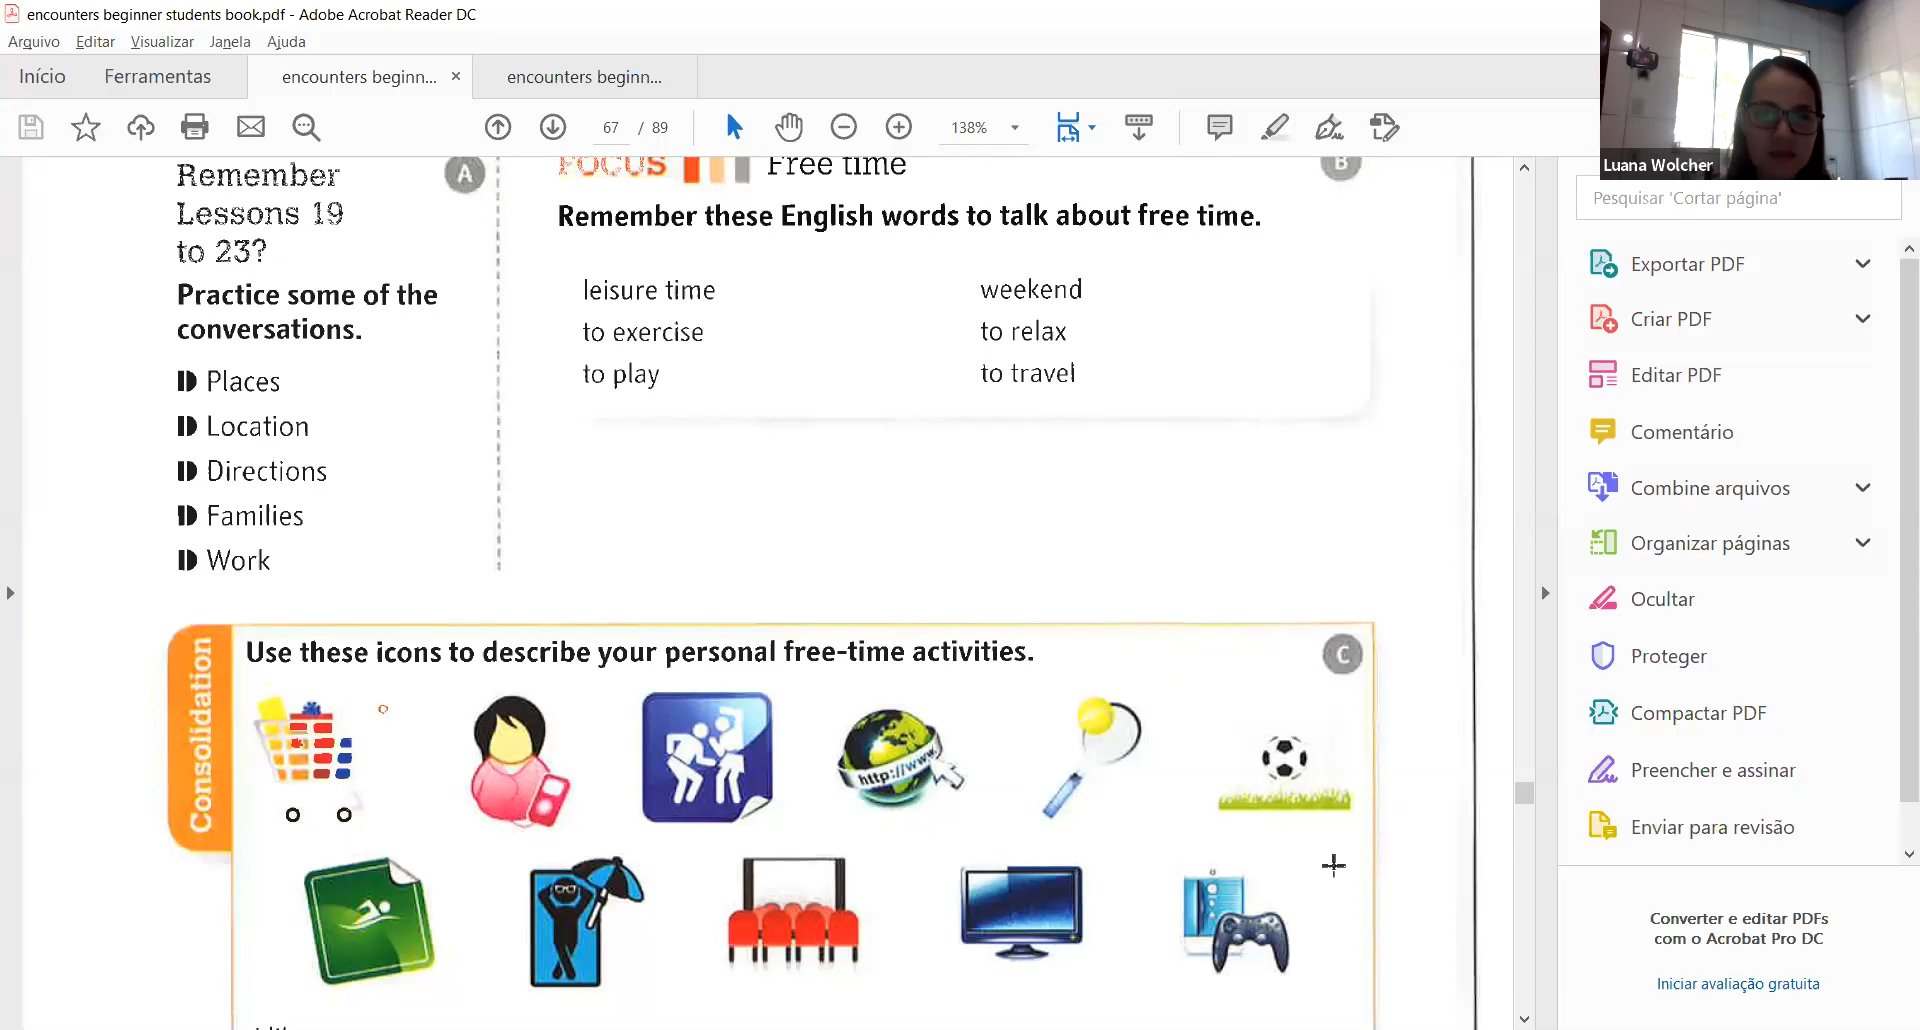 encounters beginner students book.pdf - Adobe Acrobat Reader DC
Arquivo Editar Visualizar Janela Ajuda
Início Ferramentas encounters beginn... × encounters beginn...
67 / 89 138%
Luana Wolcher
Remember
Lessons 19
to 23?
A
Practice some of the
conversations.
Places
Location
Directions
Families
Work
FOCUS Free time
B
Remember these English words to talk about free time.
leisure time weekend
to exercise to relax
to play to travel
Consolidation
Use these icons to describe your personal free-time activities.
C
http://www.
Pesquisar 'Cortar página'
Exportar PDF
Criar PDF
Editar PDF
Comentário
Combine arquivos
Organizar páginas
Ocultar
Proteger
Compactar PDF
Preencher e assinar
Enviar para revisão
Converter e editar PDFs
com o Acrobat Pro DC
Iniciar avaliação gratuita